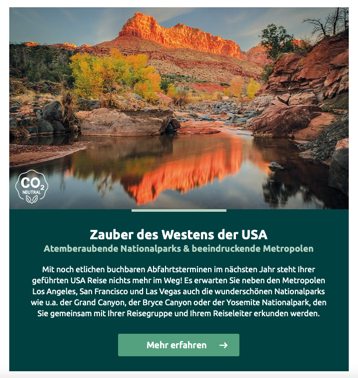 CO2
NEUTRAL
Zauber des Westens der USA
Atemberaubende Nationalparks & beeindruckende Metropolen
Mit noch etlichen buchbaren Abfahrtsterminen im nächsten Jahr steht Ihrer
geführten USA Reise nichts mehr im Weg! Es erwarten Sie neben den Metropolen
Los Angeles, San Francisco und Las Vegas auch die wunderschönen Nationalparks
wie u.a. der Grand Canyon, der Bryce Canyon oder der Yosemite Nationalpark, den
Sie gemeinsam mit Ihrer Reisegruppe und Ihrem Reiseleiter erkunden werden.
Mehr erfahren →